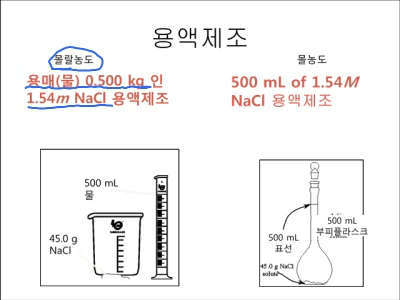 용액제조
몰랄농도
용매(물) 0.500 kg 인
1.54m NaCl 용액제조
몰농도
500 mL of 1.54M
NaCl 용액제조
500 mL
물
45.0 g
NaCl
500 mL
부피플라스크
500 mL
표선
45.0 g NaCl
solute